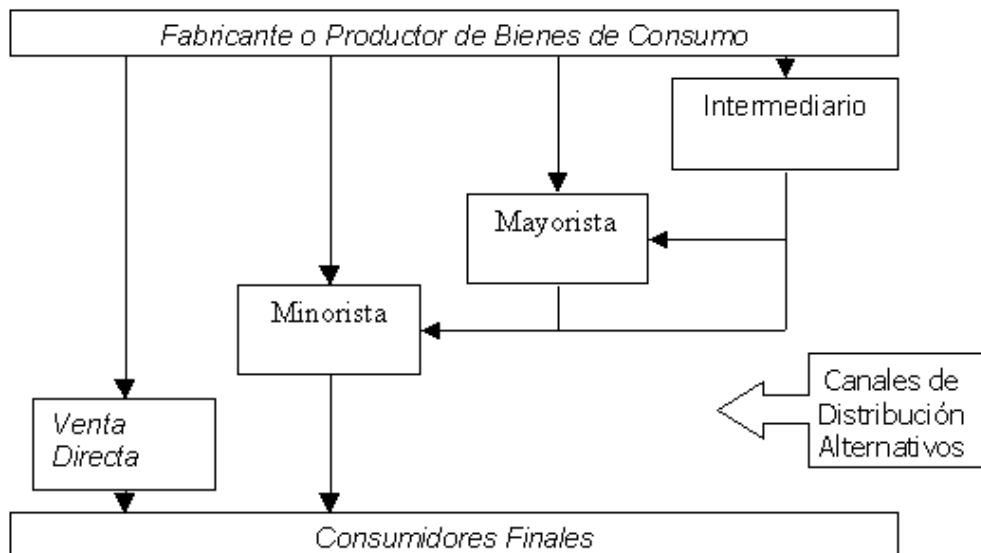 Fabricante o Productor de Bienes de Consumo
Intermediario
Mayorista
Minorista
Canales de
Distribución
Alternativos
Venta
Directa
Consumidores Finales